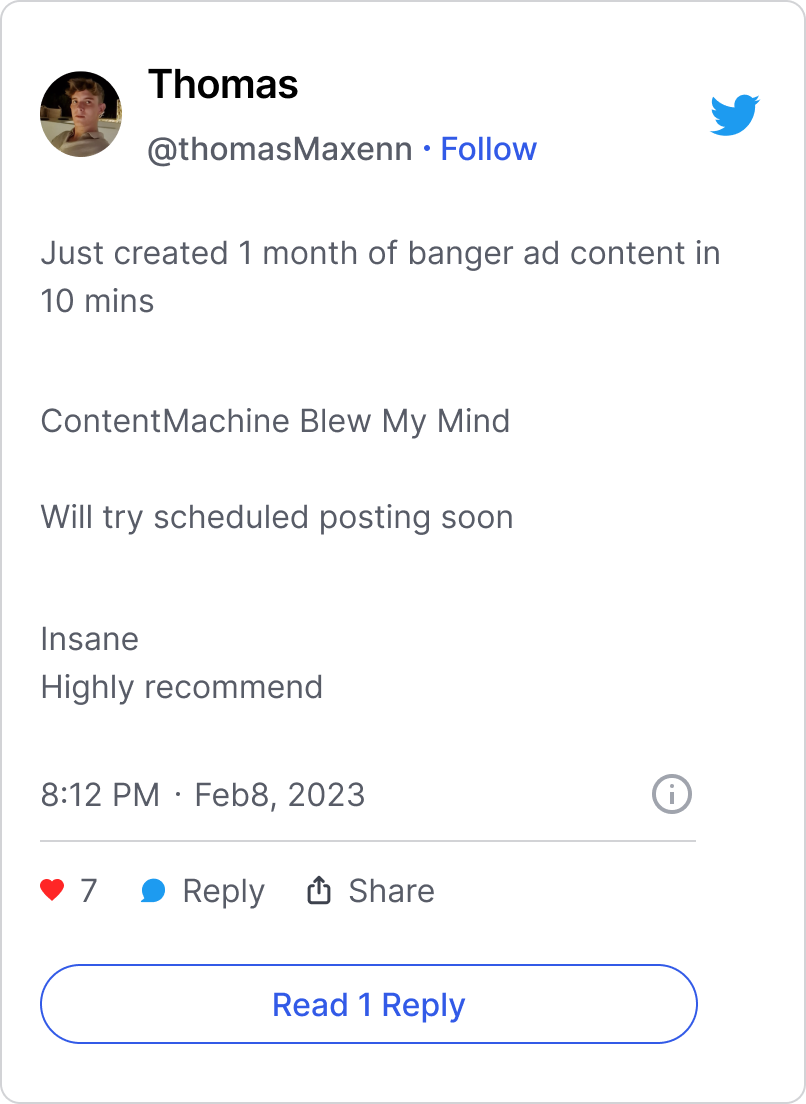 Thomas
@thomasMaxenn · Follow
Just created 1 month of banger ad content in
10 mins
ContentMachine Blew My Mind
Will try scheduled posting soon
Insane
Highly recommend
8:12 PM · Feb8, 2023
7 Reply Share
Read 1 Reply